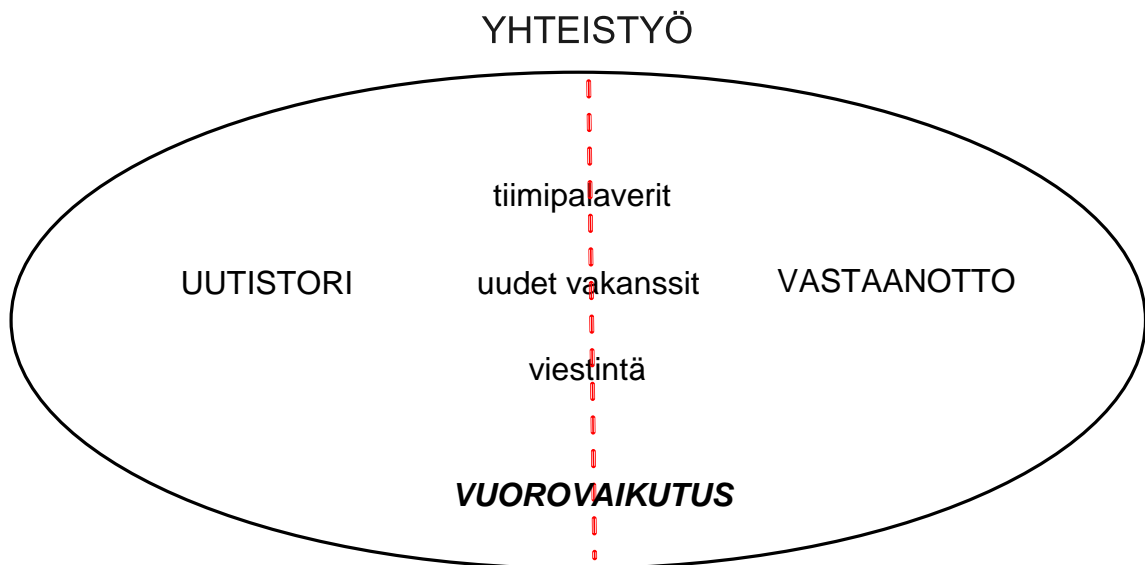 YHTEISTYÖ
tiimipalaverit
UUTISTORI uudet vakanssit VASTAANOTTO
viestintä
VUOROVAIKUTUS